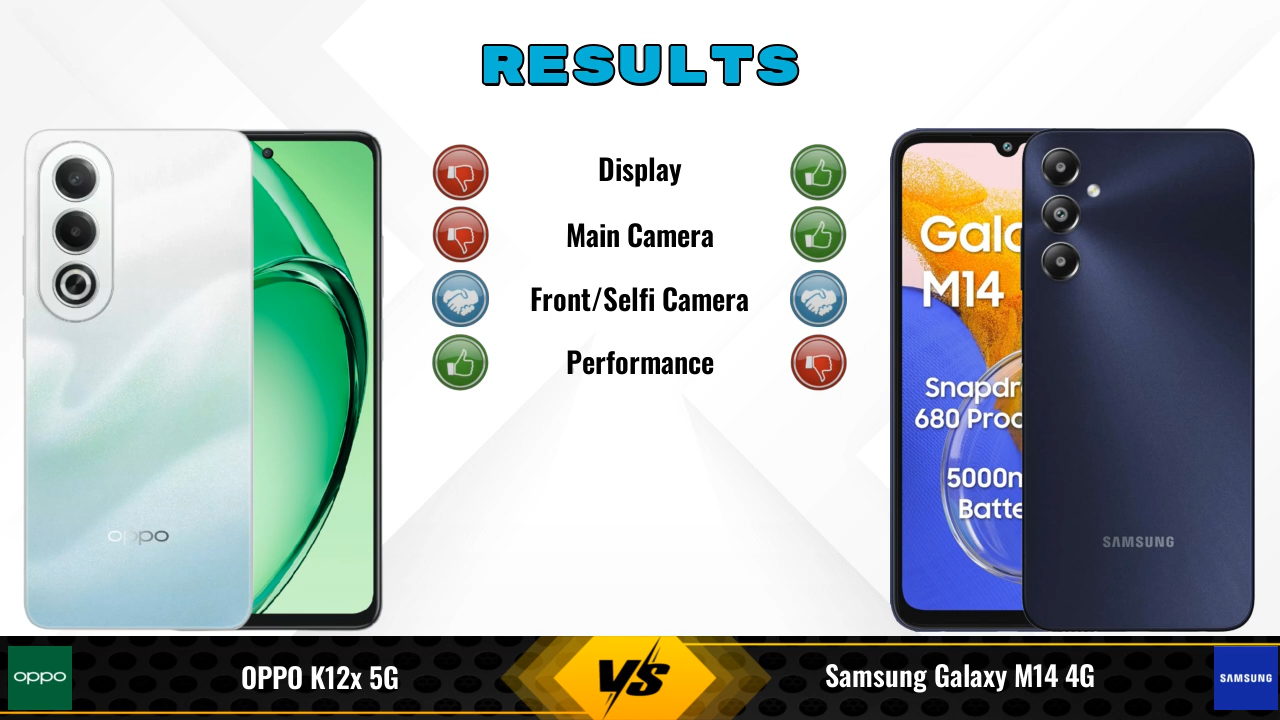 RESULTS
Display
Main Camera
Front/Selfi Camera
Performance
oppo
Gala
M14
Snapdr
680 Proc
5000m
Batte
SAMSUNG
oppo
OPPO K12x 5G
VS
Samsung Galaxy M14 4G
SAMSUNG